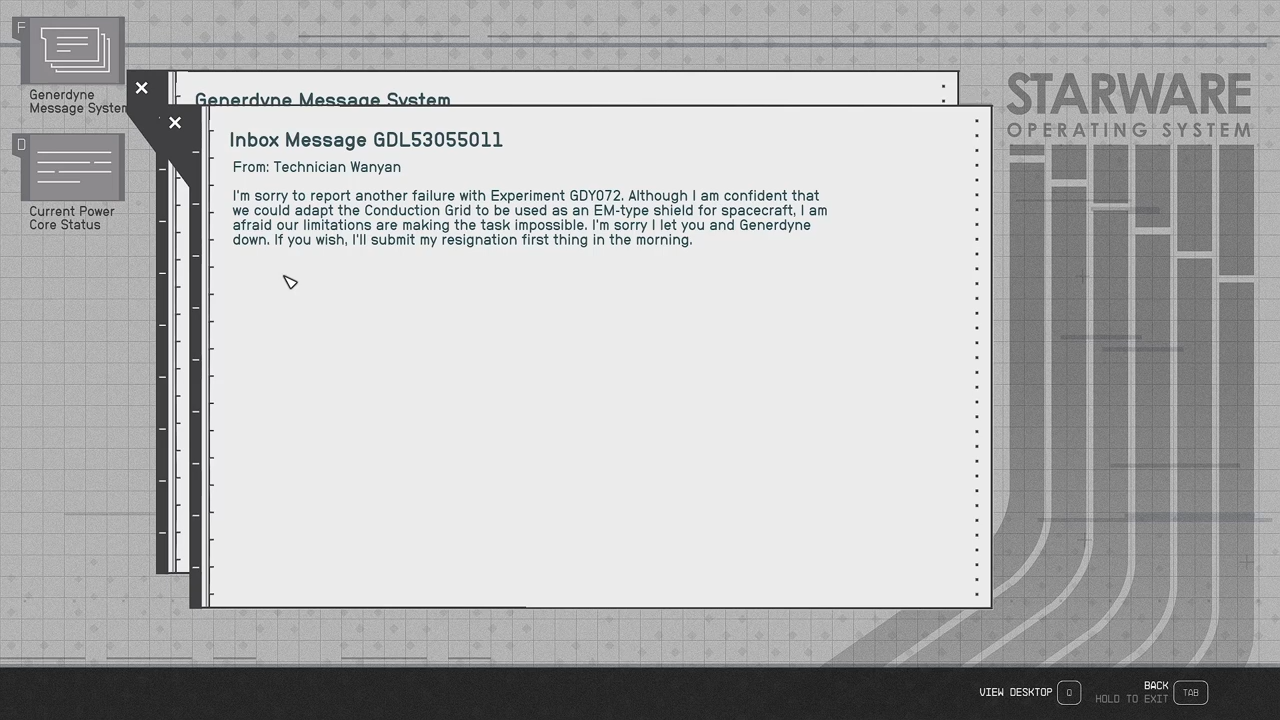 F
Generdyne
Message System
D
Current Power
Core Status
Generdyne Message System
Inbox Message GDL53055011
From: Technician Wanyan
I'm sorry to report another failure with Experiment GDY072. Although I am confident that
we could adapt the Conduction Grid to be used as an EM-type shield for spacecraft, I am
afraid our limitations are making the task impossible. I'm sorry I let you and Generdyne
down. If you wish, I'll submit my resignation first thing in the morning.
STARWARE
OPERATING SYSTEM
VIEW DESKTOP Q
BACK
HOLD TO EXIT TAB